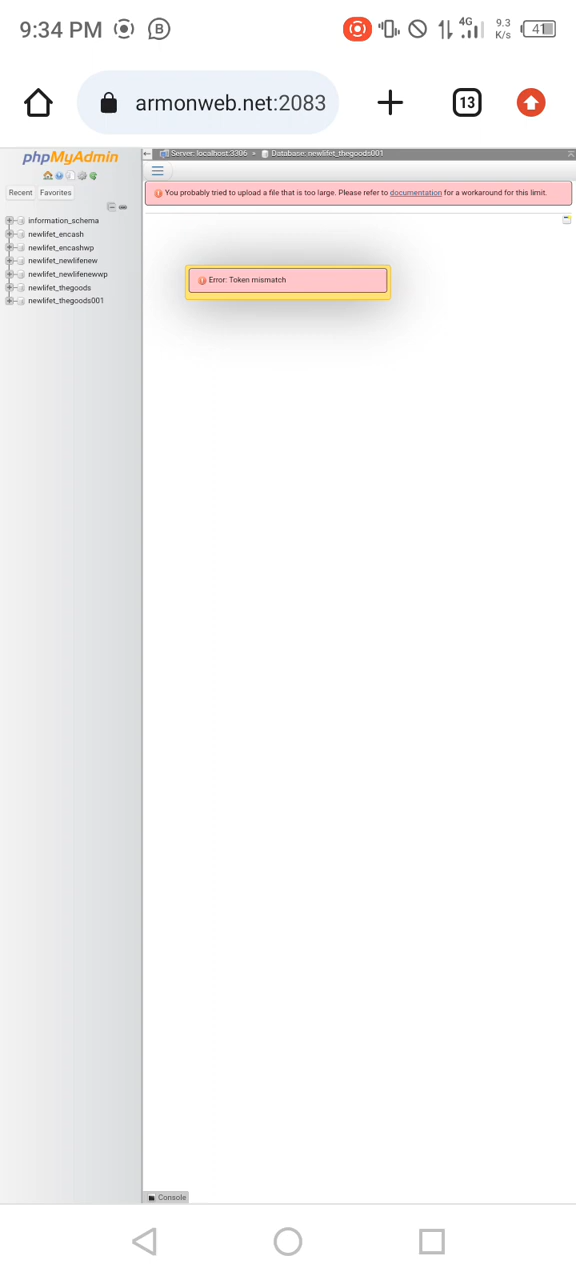 9:34 PM B 4G 9.3 K/s 41
armonweb.net:2083 13
phpMyAdmin
Recent Favorites
information_schema
newlifet_encash
newlifet_encashwp
newlifet_newlifenew
newlifet_newlifenewwp
newlifet_thegoods
newlifet_thegoods001
Server: localhost:3306 » Database: newlifet_thegoods001
You probably tried to upload a file that is too large. Please refer to documentation for a workaround for this limit.
Error: Token mismatch
Console